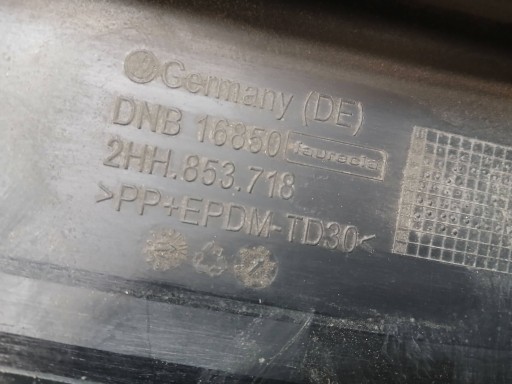 Germany (DE)
DNB 16850 faurecia
2HH.853.718
>PP+EPDM-TD30<